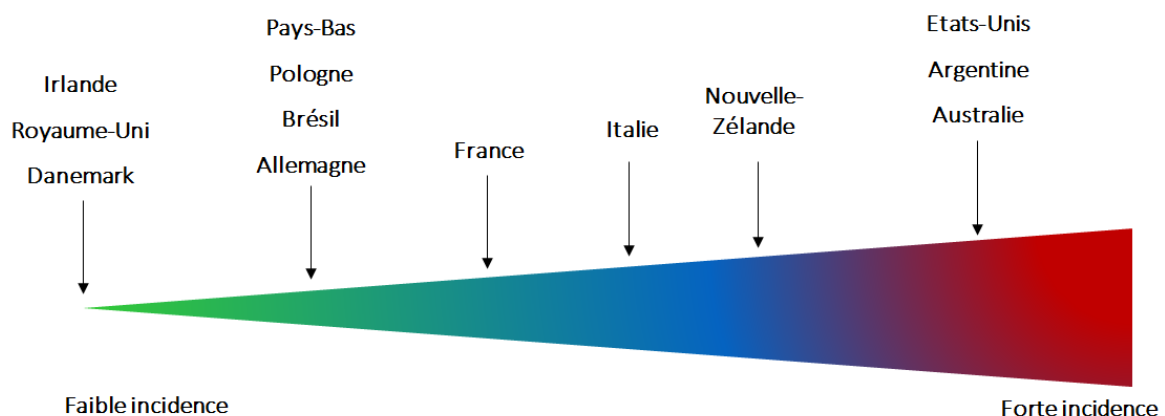 Irlande
Royaume-Uni
Danemark
Pays-Bas
Pologne
Brésil
Allemagne
France
Italie
Nouvelle-
Zélande
Etats-Unis
Argentine
Australie
Faible incidence
Forte incidence